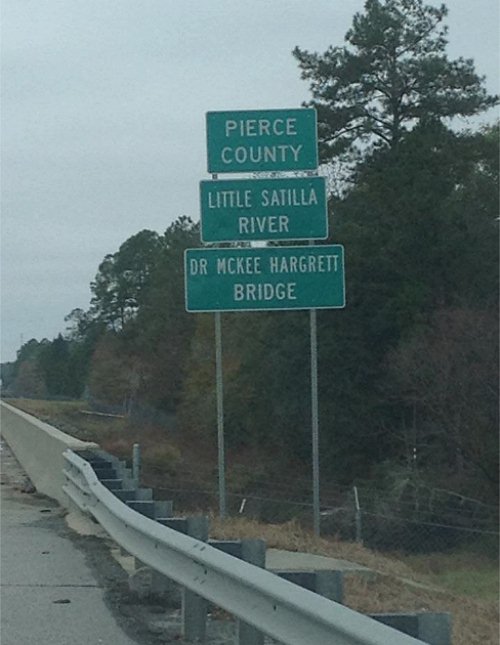 PIERCE
COUNTY
LITTLE SATILLA
RIVER
DR MCKEE HARGRETT
BRIDGE